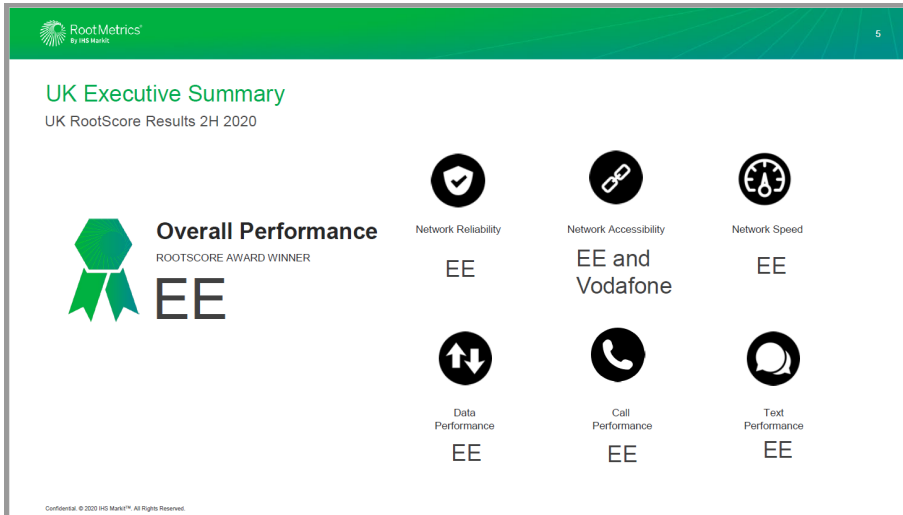 RootMetrics®
By IHS Markit
5
UK Executive Summary
UK RootScore Results 2H 2020
Overall Performance
ROOTSCORE AWARD WINNER
EE
Network Reliability
EE
Network Accessibility
EE and
Vodafone
Network Speed
EE
Data
Performance
EE
Call
Performance
EE
Text
Performance
EE
Confidential. © 2020 IHS Markit™. All Rights Reserved.